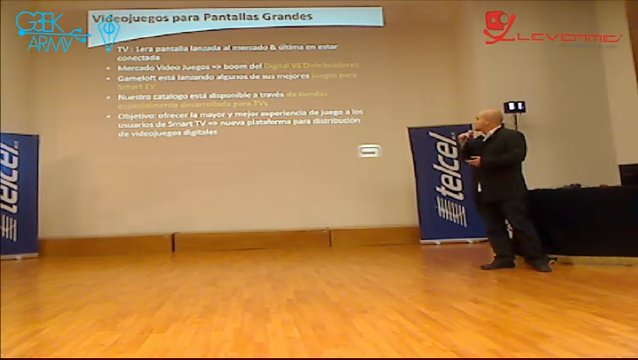 GEEK
ARMY
Videojuegos para Pantallas Grandes
LEVENME
TV : 1era pantalla lanzada al mercado & última en estar
conectada
Mercado Video Juegos => boom del Digital VS Distribuidores
Gameloft está lanzando algunos de sus mejores juegos para
Smart TV
Nuestro catalogo está disponible a través de tiendas
especialmente desarrollada para TVs
Objetivo: ofrecer la mayor y mejor experiencia de juego a los
usuarios de Smart TV => nueva plataforma para distribución
de videojuegos digitales
telcel
telcel